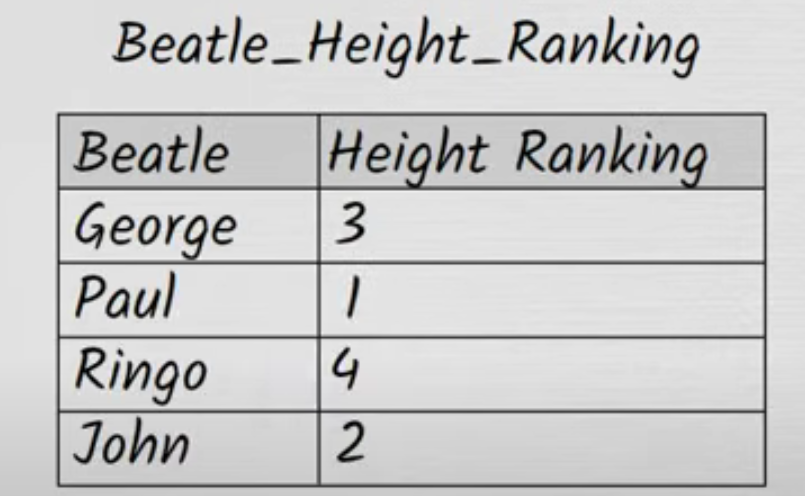 Beatle_Height_Ranking
Beatle Height Ranking
George 3
Paul 1
Ringo 4
John 2